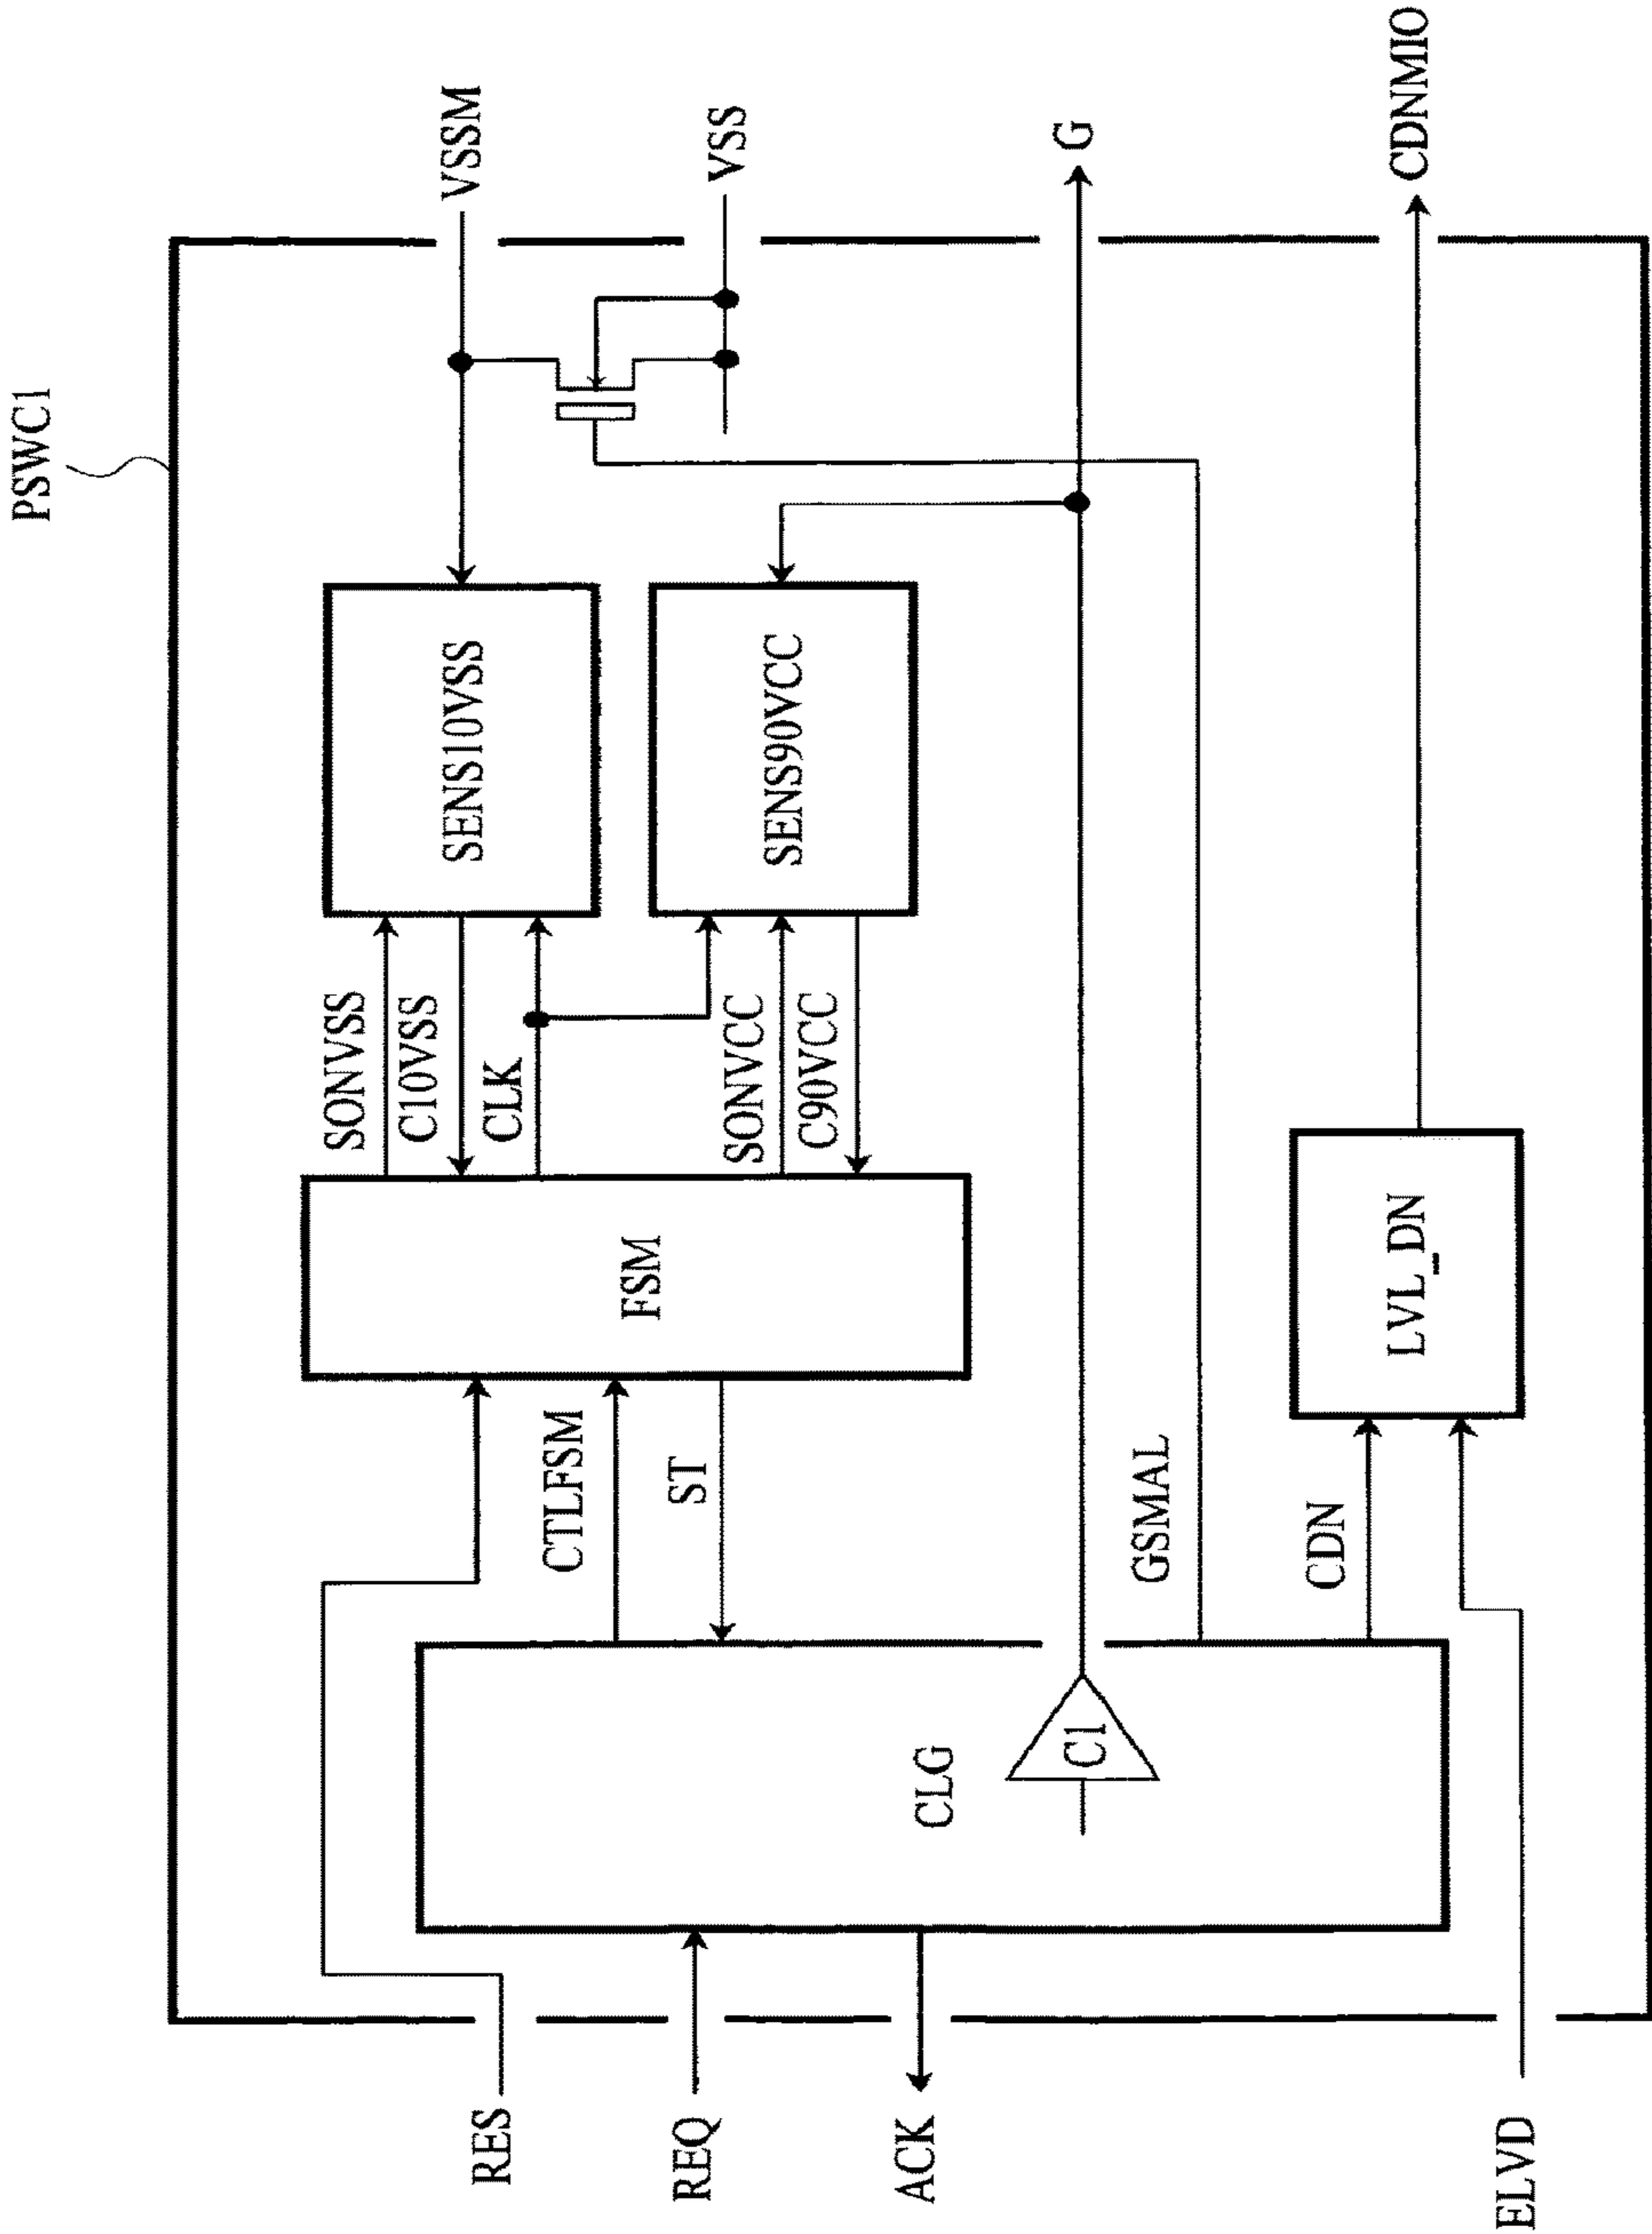 PSWC1
RES
REQ
ACK
ELVD
CLG
C1
CTLFSM
ST
GSMAL
CDN
FSM
LVL_DN
SONVSS
C10VSS
CLK
SONVCC
C90VCC
SENS10VSS
SENS90VCC
VSSM
VSS
G
CDNMIO